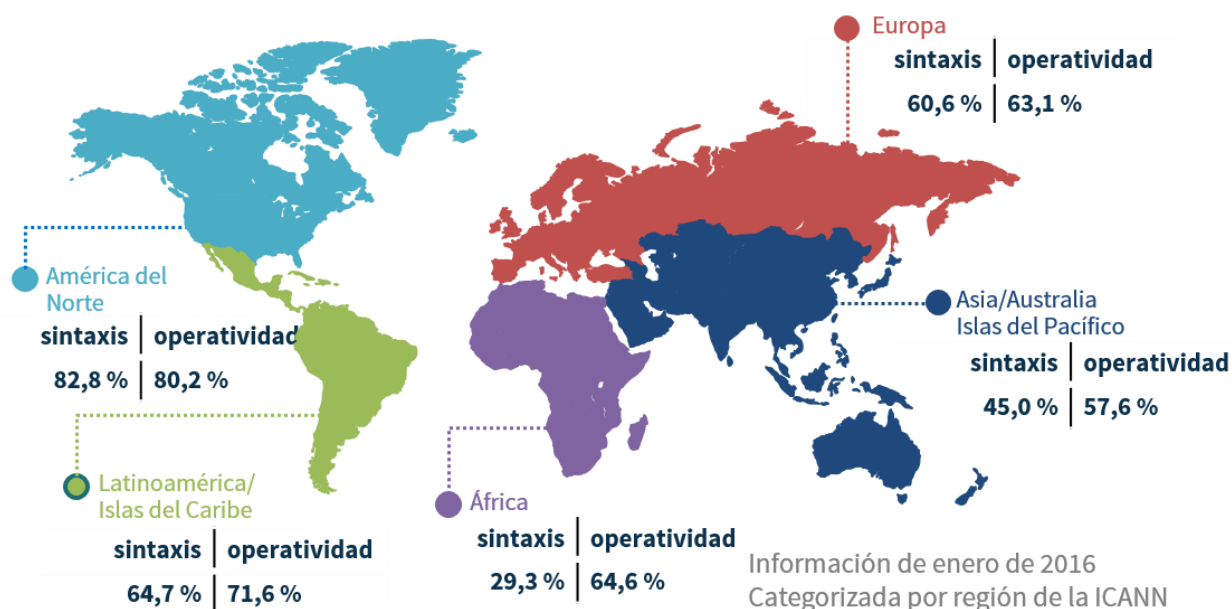 Europa
sintaxis operatividad
60,6 % 63,1 %
América del
Norte
sintaxis operatividad
82,8 % 80,2 %
Asia/Australia
Islas del Pacífico
sintaxis operatividad
45,0 % 57,6 %
Latinoamérica/
Islas del Caribe
sintaxis operatividad
64,7 % 71,6 %
África
sintaxis operatividad
29,3 % 64,6 %
Información de enero de 2016
Categorizada por región de la ICANN